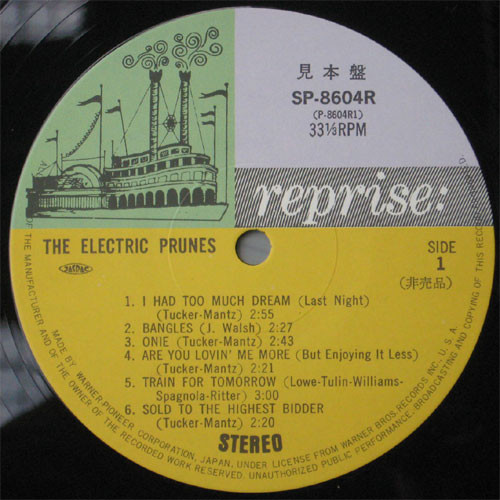 見本盤
SP-8604R
(P-8604R1)
33⅓RPM
reprise:
THE ELECTRIC PRUNES
SIDE
1
(非売品)
JASRAC
1. I HAD TOO MUCH DREAM (Last Night)
(Tucker-Mantz) 2:55
2. BANGLES (J. Walsh) 2:27
3. ONIE (Tucker-Mantz) 2:43
4. ARE YOU LOVIN' ME MORE (But Enjoying It Less)
(Tucker-Mantz) 2:21
5. TRAIN FOR TOMORROW (Lowe-Tulin-Williams-
Spagnola-Ritter) 3:00
6. SOLD TO THE HIGHEST BIDDER
(Tucker-Mantz) 2:20
STEREO
MADE BY WARNER-PIONEER CORPORATION, JAPAN, UNDER LICENSE FROM WARNER BROS. RECORDS INC., U.S.A.
OF THE MANUFACTURER AND OF THE OWNER OF THE RECORDED WORK RESERVED. UNAUTHORIZED PUBLIC PERFORMANCE, BROADCASTING AND COPYING OF THIS RECORD